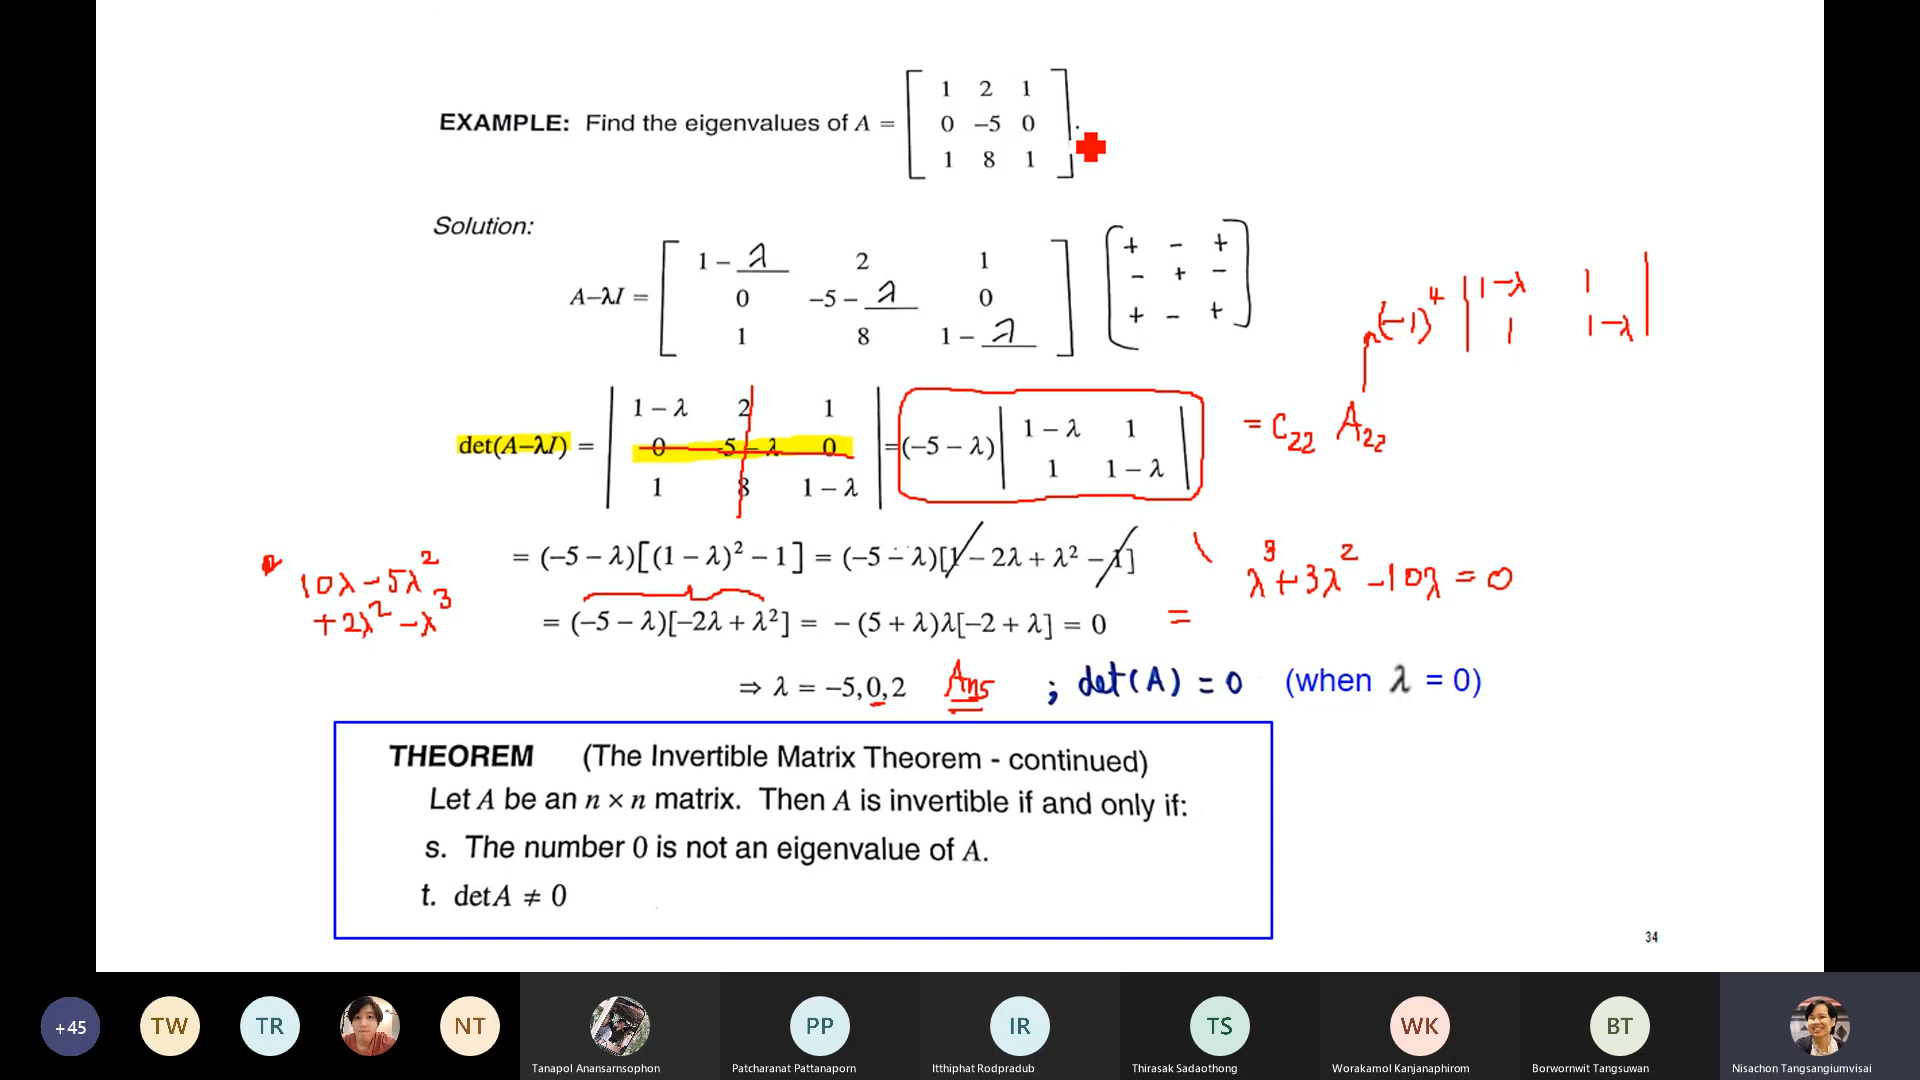 EXAMPLE: Find the eigenvalues of A = [ 1 2 1
0 –5 0
1 8 1 ].
Solution:
A–λI = [ 1 – λ 2 1
0 –5 – λ 0
1 8 1 – λ ]
+ - +
- + -
+ - +
(-1)^4 | 1-λ 1
1 1-λ |
det(A–λI) = | 1 – λ 2 1
0 -5 – λ 0
1 8 1 – λ | =(–5 – λ) | 1 – λ 1
1 1 – λ | = C22 A22
= (–5 – λ)[(1 – λ)² – 1] = (–5 – λ)[1 – 2λ + λ² – 1]
10λ - 5λ²
+ 2λ² - λ³
λ³ + 3λ² - 10λ = 0
= (–5 – λ)[–2λ + λ²] = – (5 + λ)λ[–2 + λ] = 0 =
⇒ λ = –5,0,2 Ans ; det(A) = 0 (when λ = 0)
THEOREM (The Invertible Matrix Theorem - continued)
Let A be an n × n matrix. Then A is invertible if and only if:
s. The number 0 is not an eigenvalue of A.
t. detA ≠ 0
34
+45 TW TR NT PP IR TS WK BT
Tanapol Anansarnsophon Patcharanat Pattanaporn Itthiphat Rodpradub Thirasak Sadaothong Worakamol Kanjanaphirom Borwornwit Tangsuwan Nisachon Tangsangiumvisai